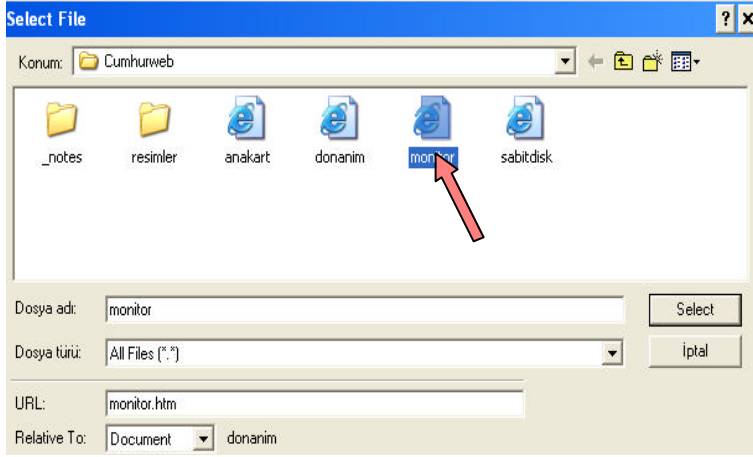 Select File
Konum: Cumhurweb
_notes resimler anakart donanim monitor sabitdisk
Dosya adı: monitor Select
Dosya türü: All Files (*.*) İptal
URL: monitor.htm
Relative To: Document donanim